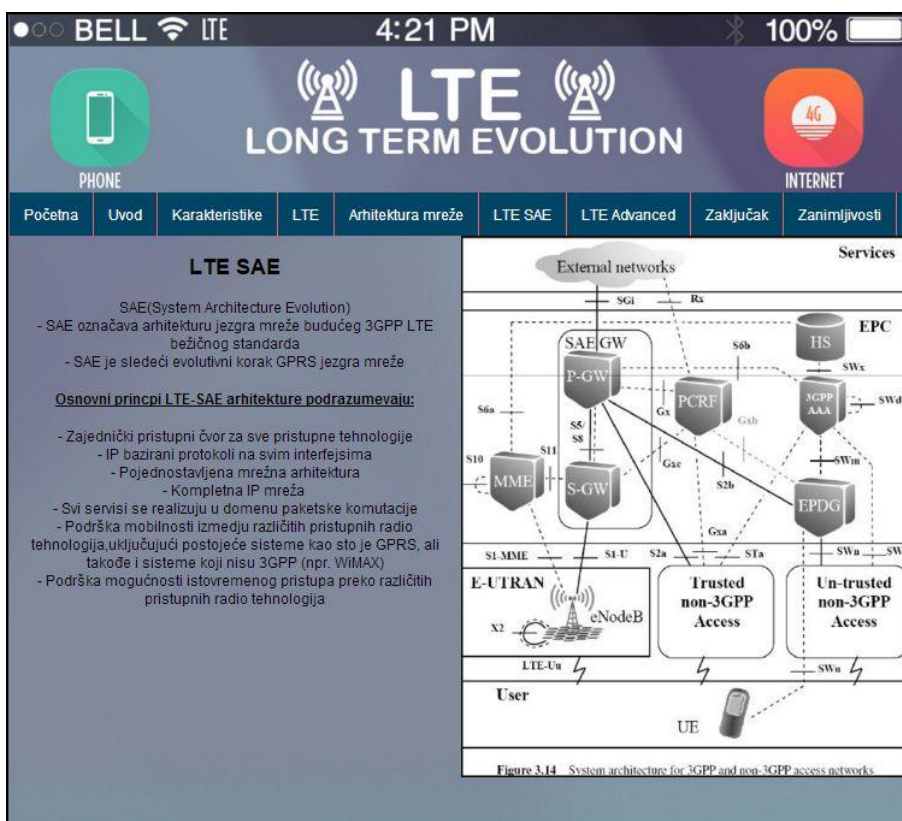 BELL LTE 4:21 PM 100%
LTE
LONG TERM EVOLUTION
4G
PHONE
INTERNET
Početna Uvod Karakteristike LTE Arhitektura mreže LTE SAE LTE Advanced Zaključak Zanimljivosti
LTE SAE
SAE(System Architecture Evolution)
- SAE označava arhitekturu jezgra mreže budućeg 3GPP LTE
bežičnog standarda
- SAE je sledeći evolutivni korak GPRS jezgra mreže
Osnovni princpi LTE-SAE arhitekture podrazumevaju:
- Zajednički pristupni čvor za sve pristupne tehnologije
- IP bazirani protokoli na svim interfejsima
- Pojednostavljena mrežna arhitektura
- Kompletna IP mreža
- Svi servisi se realizuju u domenu paketske komutacije
- Podrška mobilnosti izmedju različitih pristupnih radio
tehnologija,uključujući postojeće sisteme kao sto je GPRS, ali
takođe i sisteme koji nisu 3GPP (npr. WiMAX)
- Podrška mogućnosti istovremenog pristupa preko različitih
pristupnih radio tehnologija
Services
External networks
SGi
Rx
EPC
HS
SAE GW
S6b
SWx
P-GW
PCRF
3GPP
AAA
SWd
S6a
Gx
Gxb
S5/
S8
S10
S11
Gxc
SWm
MME
S-GW
S2b
EPDG
Gxa
S1-MME
S1-U
S2a
STa
SWn
SW
E-UTRAN
eNodeB
X2
Trusted
non-3GPP
Access
Un-trusted
non-3GPP
Access
LTE-Uu
SWu
User
UE
Figure 3.14 System architecture for 3GPP and non-3GPP access networks